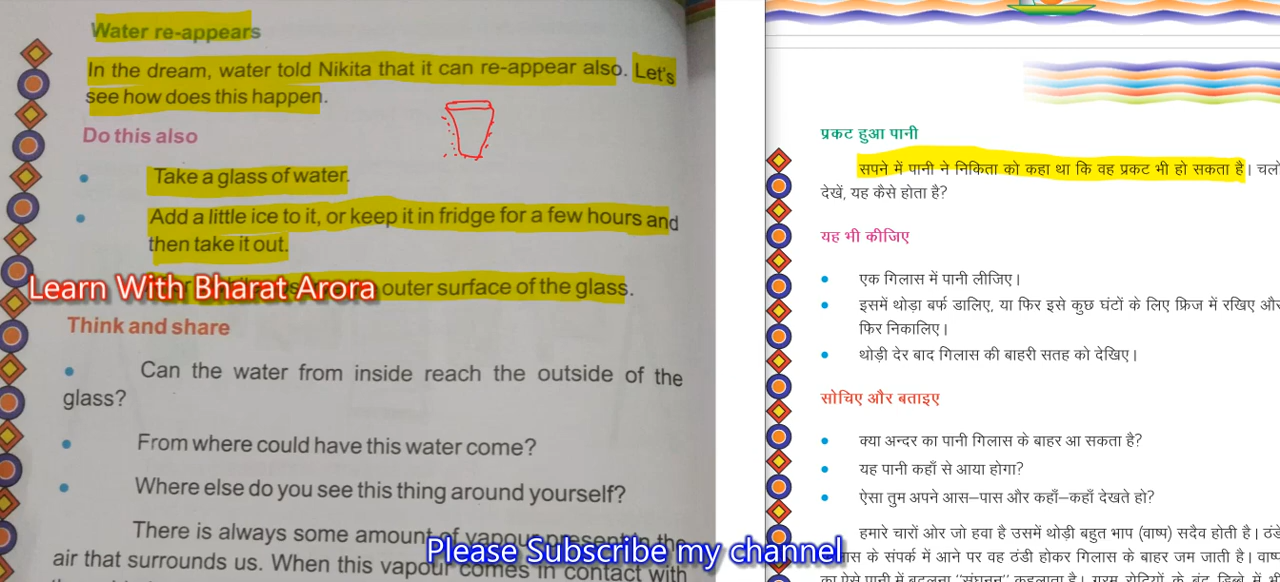 Water re-appears
In the dream, water told Nikita that it can re-appear also. Let's
see how does this happen.
Do this also
Take a glass of water.
Add a little ice to it, or keep it in fridge for a few hours and
then take it out.
Learn With Bharat Arora outer surface of the glass.
Think and share
Can the water from inside reach the outside of the
glass?
From where could have this water come?
Where else do you see this thing around yourself?
There is always some amount of vapour present in the
air that surrounds us. When this vapour comes in contact with
Please Subscribe my channel
प्रकट हुआ पानी
सपने में पानी ने निकिता को कहा था कि वह प्रकट भी हो सकता है। चलो
देखें, यह कैसे होता है?
यह भी कीजिए
एक गिलास में पानी लीजिए।
इसमें थोड़ा बर्फ डालिए, या फिर इसे कुछ घंटों के लिए फ्रिज में रखिए और
फिर निकालिए।
थोड़ी देर बाद गिलास की बाहरी सतह को देखिए।
सोचिए और बताइए
क्या अन्दर का पानी गिलास के बाहर आ सकता है?
यह पानी कहाँ से आया होगा?
ऐसा तुम अपने आस–पास और कहाँ–कहाँ देखते हो?
हमारे चारों ओर जो हवा है उसमें थोड़ी बहुत भाप (वाष्प) सदैव होती है। ठंडे
के संपर्क में आने पर वह ठंडी होकर गिलास के बाहर जम जाती है। वाष्प